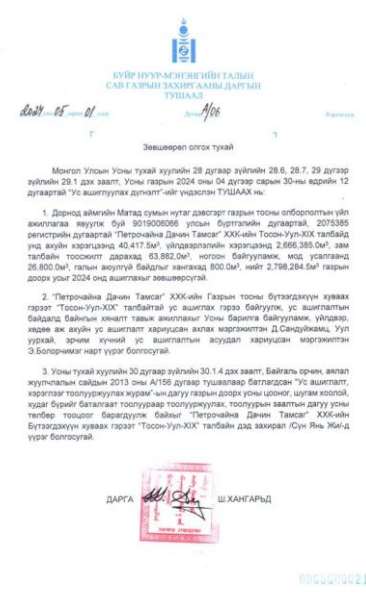 БУЙР НУУР-МЭНЭНГИЙН ТАЛЫН
САН ГАЗРЫН ЗАХИРГААНЫ ДАРГЫН
ТУШААЛ
2024 05 01
Дугаар А/06
Зөвшөөрөл олгох тухай
Монгол Улсын Усны тухай хуулийн 28 дугаар зүйлийн 28.6, 28.7, 29 дүгээр
зүйлийн 29.1 дэх заалт, Усны газрын 2024 оны 04 дүгээр сарын 30-ны өдрийн 12
дугаартай “Ус ашиглуулах дүгнэлт”-ийг үндэслэн ТУШААХ нь:
1. Дорнод аймгийн Матад сумын нутаг дэвсгэрт газрын тосны олборлолтын үйл
ажиллагаа явуулж буй 9019006066 улсын бүртгэлийн дугаартай, 2075385
регистрийн дугаартай “Петрочайна Дачин Тамсаг” ХХК-ийн Тосон-Уул-XIX талбайд
унд ахуйн хэрэгцээнд 40,417.5м³, үйлдвэрлэлийн хэрэгцээнд 2,666,385.0м³, зам
талбайн тоосжилт дарахад 63,882.0м³, ногоон байгууламж, мод усалгаанд
26,800.0м³, галын аюулгүй байдлыг хангахад 800.0м³, нийт 2,798,284.5м³ газрын
доорх усыг 2024 онд ашиглахыг зөвшөөрсүгэй.
2. “Петрочайна Дачин Тамсаг” ХХК-ийн Газрын тосны бүтээгдэхүүн хуваах
гэрээт “Тосон-Уул-XIX” талбайтай ус ашиглах гэрээ байгуулж, ус ашиглалтын
байдалд байнгын хяналт тавьж ажиллахыг Усны барилга байгууламж, үйлдвэр,
хөдөө аж ахуйн ус ашиглалт хариуцсан ахлах мэргэжилтэн Д.Сандуйжамц, Уул
уурхай, эрчим хүчний ус ашиглалтын асуудал хариуцсан мэргэжилтэн
Э.Болорчимэг нарт үүрэг болгосугай.
3. Усны тухай хуулийн 30 дугаар зүйлийн 30.1.4 дэх заалт, Байгаль орчин, аялал
жуулчлалын сайдын 2013 оны А/156 дугаар тушаалаар батлагдсан “Ус ашиглалт,
хэрэглээг тоолууржуулах журам”-ын дагуу газрын доорх усны цооног, шугам хоолой,
худаг бүрийг баталгаат тоолуураар тоолууржуулах, тоолуурын заалтын дагуу усны
төлбөр тооцоог барагдуулж байхыг “Петрочайна Дачин Тамсаг” ХХК-ийн
Бүтээгдэхүүн хуваах гэрээт “Тосон-Уул-XIX” талбайн дэд захирал /Сүн Янь Жи/-д
үүрэг болгосугай.
ДАРГА Ш.ХАНГАРЬД